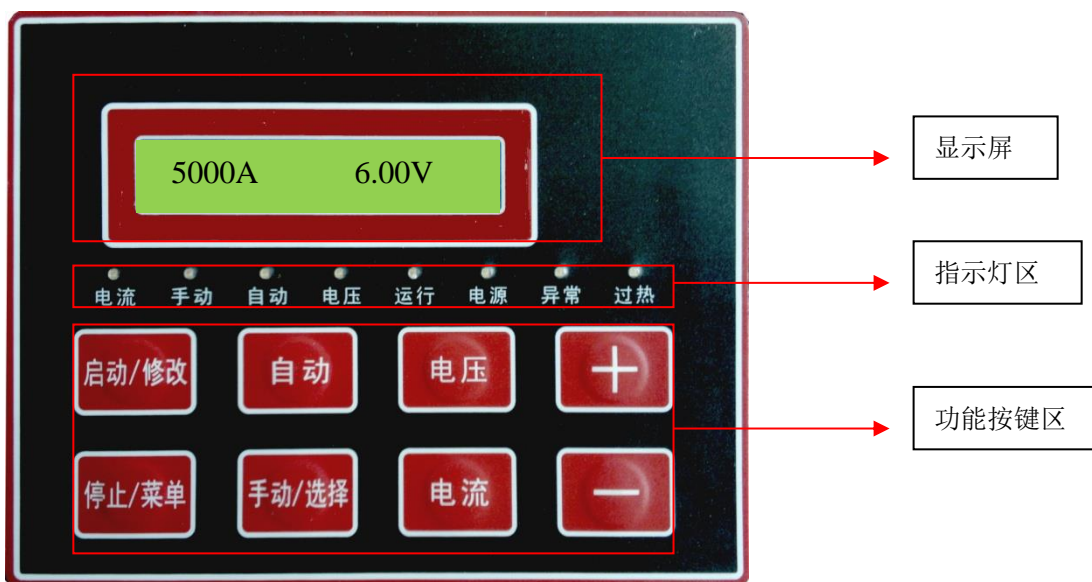 5000A 6.00V
显示屏
指示灯区
电流 手动 自动 电压 运行 电源 异常 过热
启动/修改 自动 电压 +
功能按键区
停止/菜单 手动/选择 电流 －